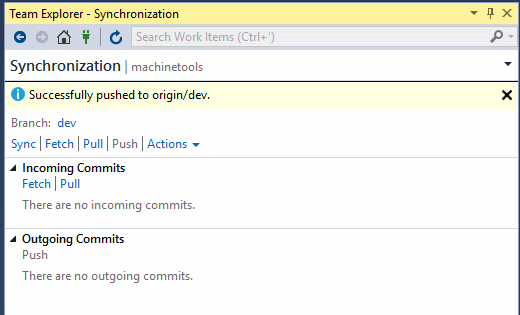 Team Explorer - Synchronization
Search Work Items (Ctrl+')
Synchronization | machinetools
Successfully pushed to origin/dev.
Branch: dev
Sync | Fetch | Pull | Push | Actions
Incoming Commits
Fetch | Pull
There are no incoming commits.
Outgoing Commits
Push
There are no outgoing commits.